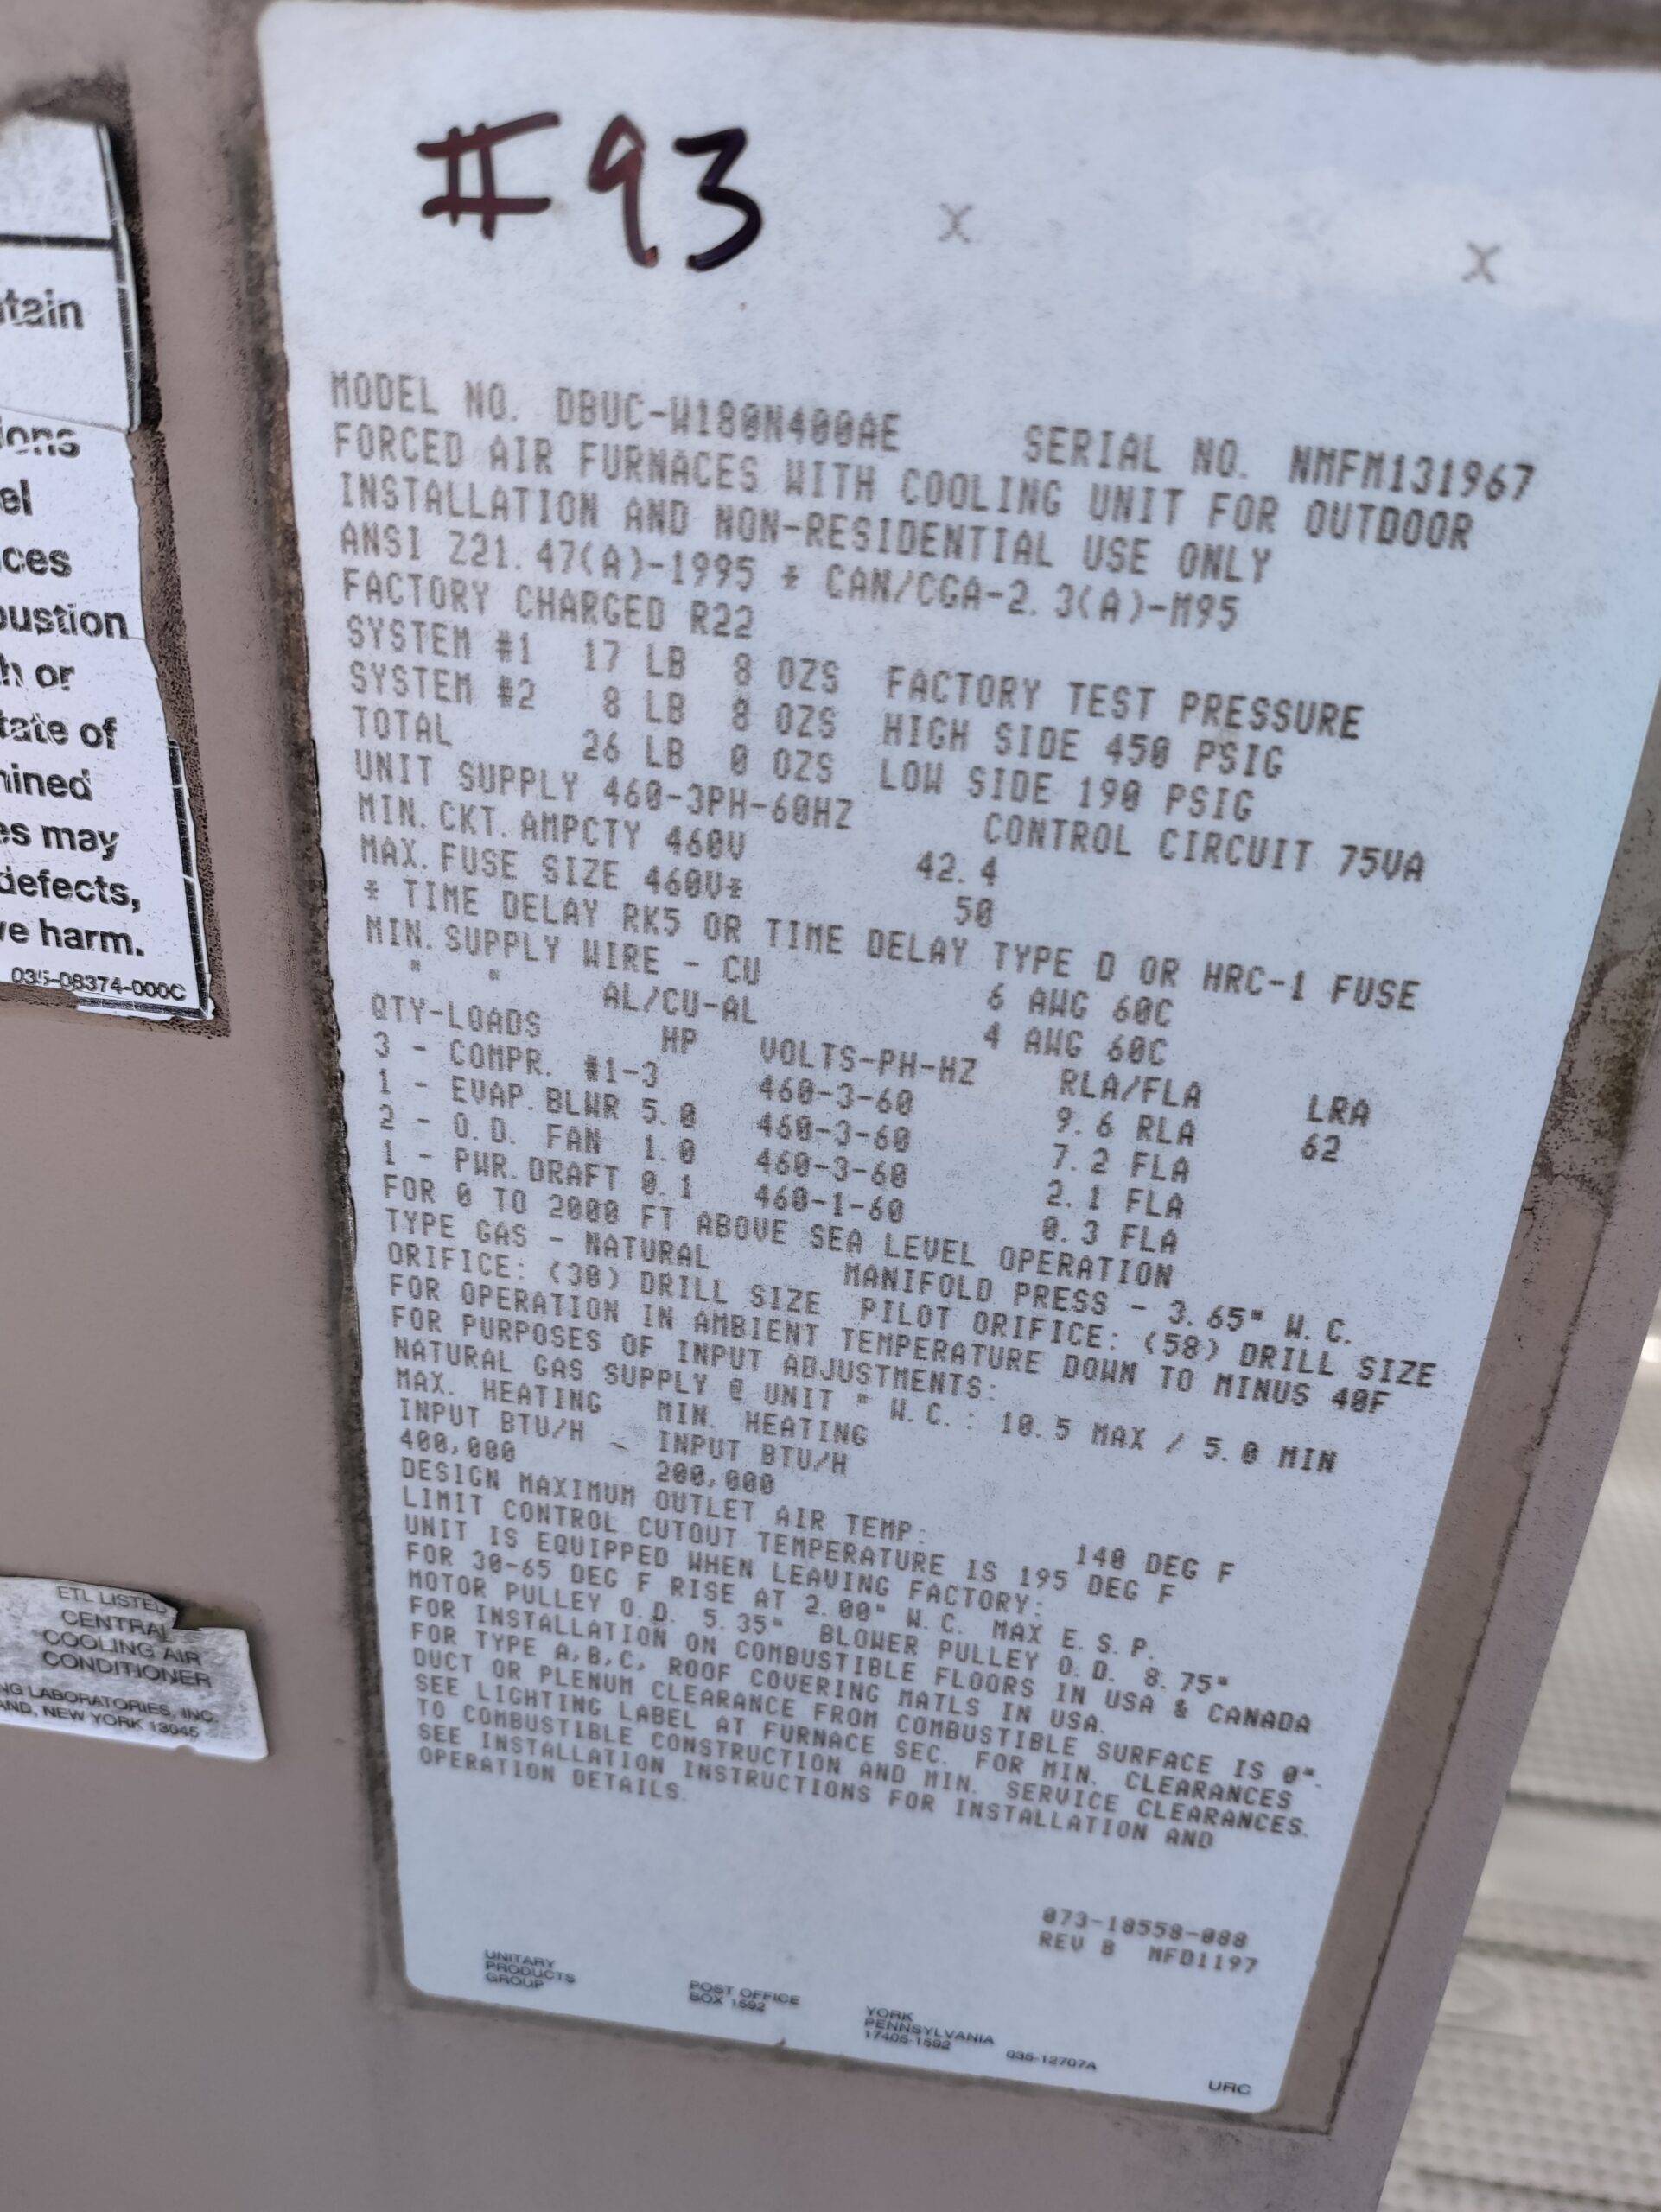 tain
ions
el
ces
bustion
h or
tate of
mined
es may
defects,
ve harm.
035-08374-000C
ETL LISTED
CENTRAL
COOLING AIR
CONDITIONER
NG LABORATORIES, INC.
AND, NEW YORK 13045
#93
X X
MODEL NO. DBUC-W180N400AE SERIAL NO. NMFM131967
FORCED AIR FURNACES WITH COOLING UNIT FOR OUTDOOR
INSTALLATION AND NON-RESIDENTIAL USE ONLY
ANSI Z21.47(A)-1995 * CAN/CGA-2.3(A)-M95
FACTORY CHARGED R22
SYSTEM #1 17 LB 8 OZS FACTORY TEST PRESSURE
SYSTEM #2 8 LB 8 OZS HIGH SIDE 450 PSIG
TOTAL 26 LB 0 OZS LOW SIDE 190 PSIG
UNIT SUPPLY 460-3PH-60HZ CONTROL CIRCUIT 75VA
MIN.CKT.AMPCTY 460V 42.4
MAX.FUSE SIZE 460V* 50
* TIME DELAY RK5 OR TIME DELAY TYPE D OR HRC-1 FUSE
MIN.SUPPLY WIRE - CU 6 AWG 60C
" " AL/CU-AL 4 AWG 60C
QTY-LOADS HP VOLTS-PH-HZ RLA/FLA LRA
3 - COMPR. #1-3 460-3-60 9.6 RLA 62
1 - EVAP.BLWR 5.0 460-3-60 7.2 FLA
2 - O.D. FAN 1.0 460-3-60 2.1 FLA
1 - PWR.DRAFT 0.1 460-1-60 0.3 FLA
FOR 0 TO 2000 FT ABOVE SEA LEVEL OPERATION
TYPE GAS - NATURAL MANIFOLD PRESS - 3.65" W.C.
ORIFICE: (30) DRILL SIZE PILOT ORIFICE: (58) DRILL SIZE
FOR OPERATION IN AMBIENT TEMPERATURE DOWN TO MINUS 40F
FOR PURPOSES OF INPUT ADJUSTMENTS:
NATURAL GAS SUPPLY @ UNIT " W.C.: 10.5 MAX / 5.0 MIN
MAX. HEATING MIN. HEATING
INPUT BTU/H INPUT BTU/H
400,000 200,000
DESIGN MAXIMUM OUTLET AIR TEMP: 140 DEG F
LIMIT CONTROL CUTOUT TEMPERATURE IS 195 DEG F
UNIT IS EQUIPPED WHEN LEAVING FACTORY:
FOR 30-65 DEG F RISE AT 2.00" W.C. MAX E.S.P.
MOTOR PULLEY O.D. 5.35" BLOWER PULLEY O.D. 8.75"
FOR INSTALLATION ON COMBUSTIBLE FLOORS IN USA & CANADA
FOR TYPE A,B,C, ROOF COVERING MATLS IN USA.
DUCT OR PLENUM CLEARANCE FROM COMBUSTIBLE SURFACE IS 0".
SEE LIGHTING LABEL AT FURNACE SEC. FOR MIN. CLEARANCES
TO COMBUSTIBLE CONSTRUCTION AND MIN. SERVICE CLEARANCES.
SEE INSTALLATION INSTRUCTIONS FOR INSTALLATION AND
OPERATION DETAILS.
073-18558-088
REV B MFD1197
UNITARY
PRODUCTS
GROUP
POST OFFICE
BOX 1592
YORK
PENNSYLVANIA
17405-1592
035-12707A
URC